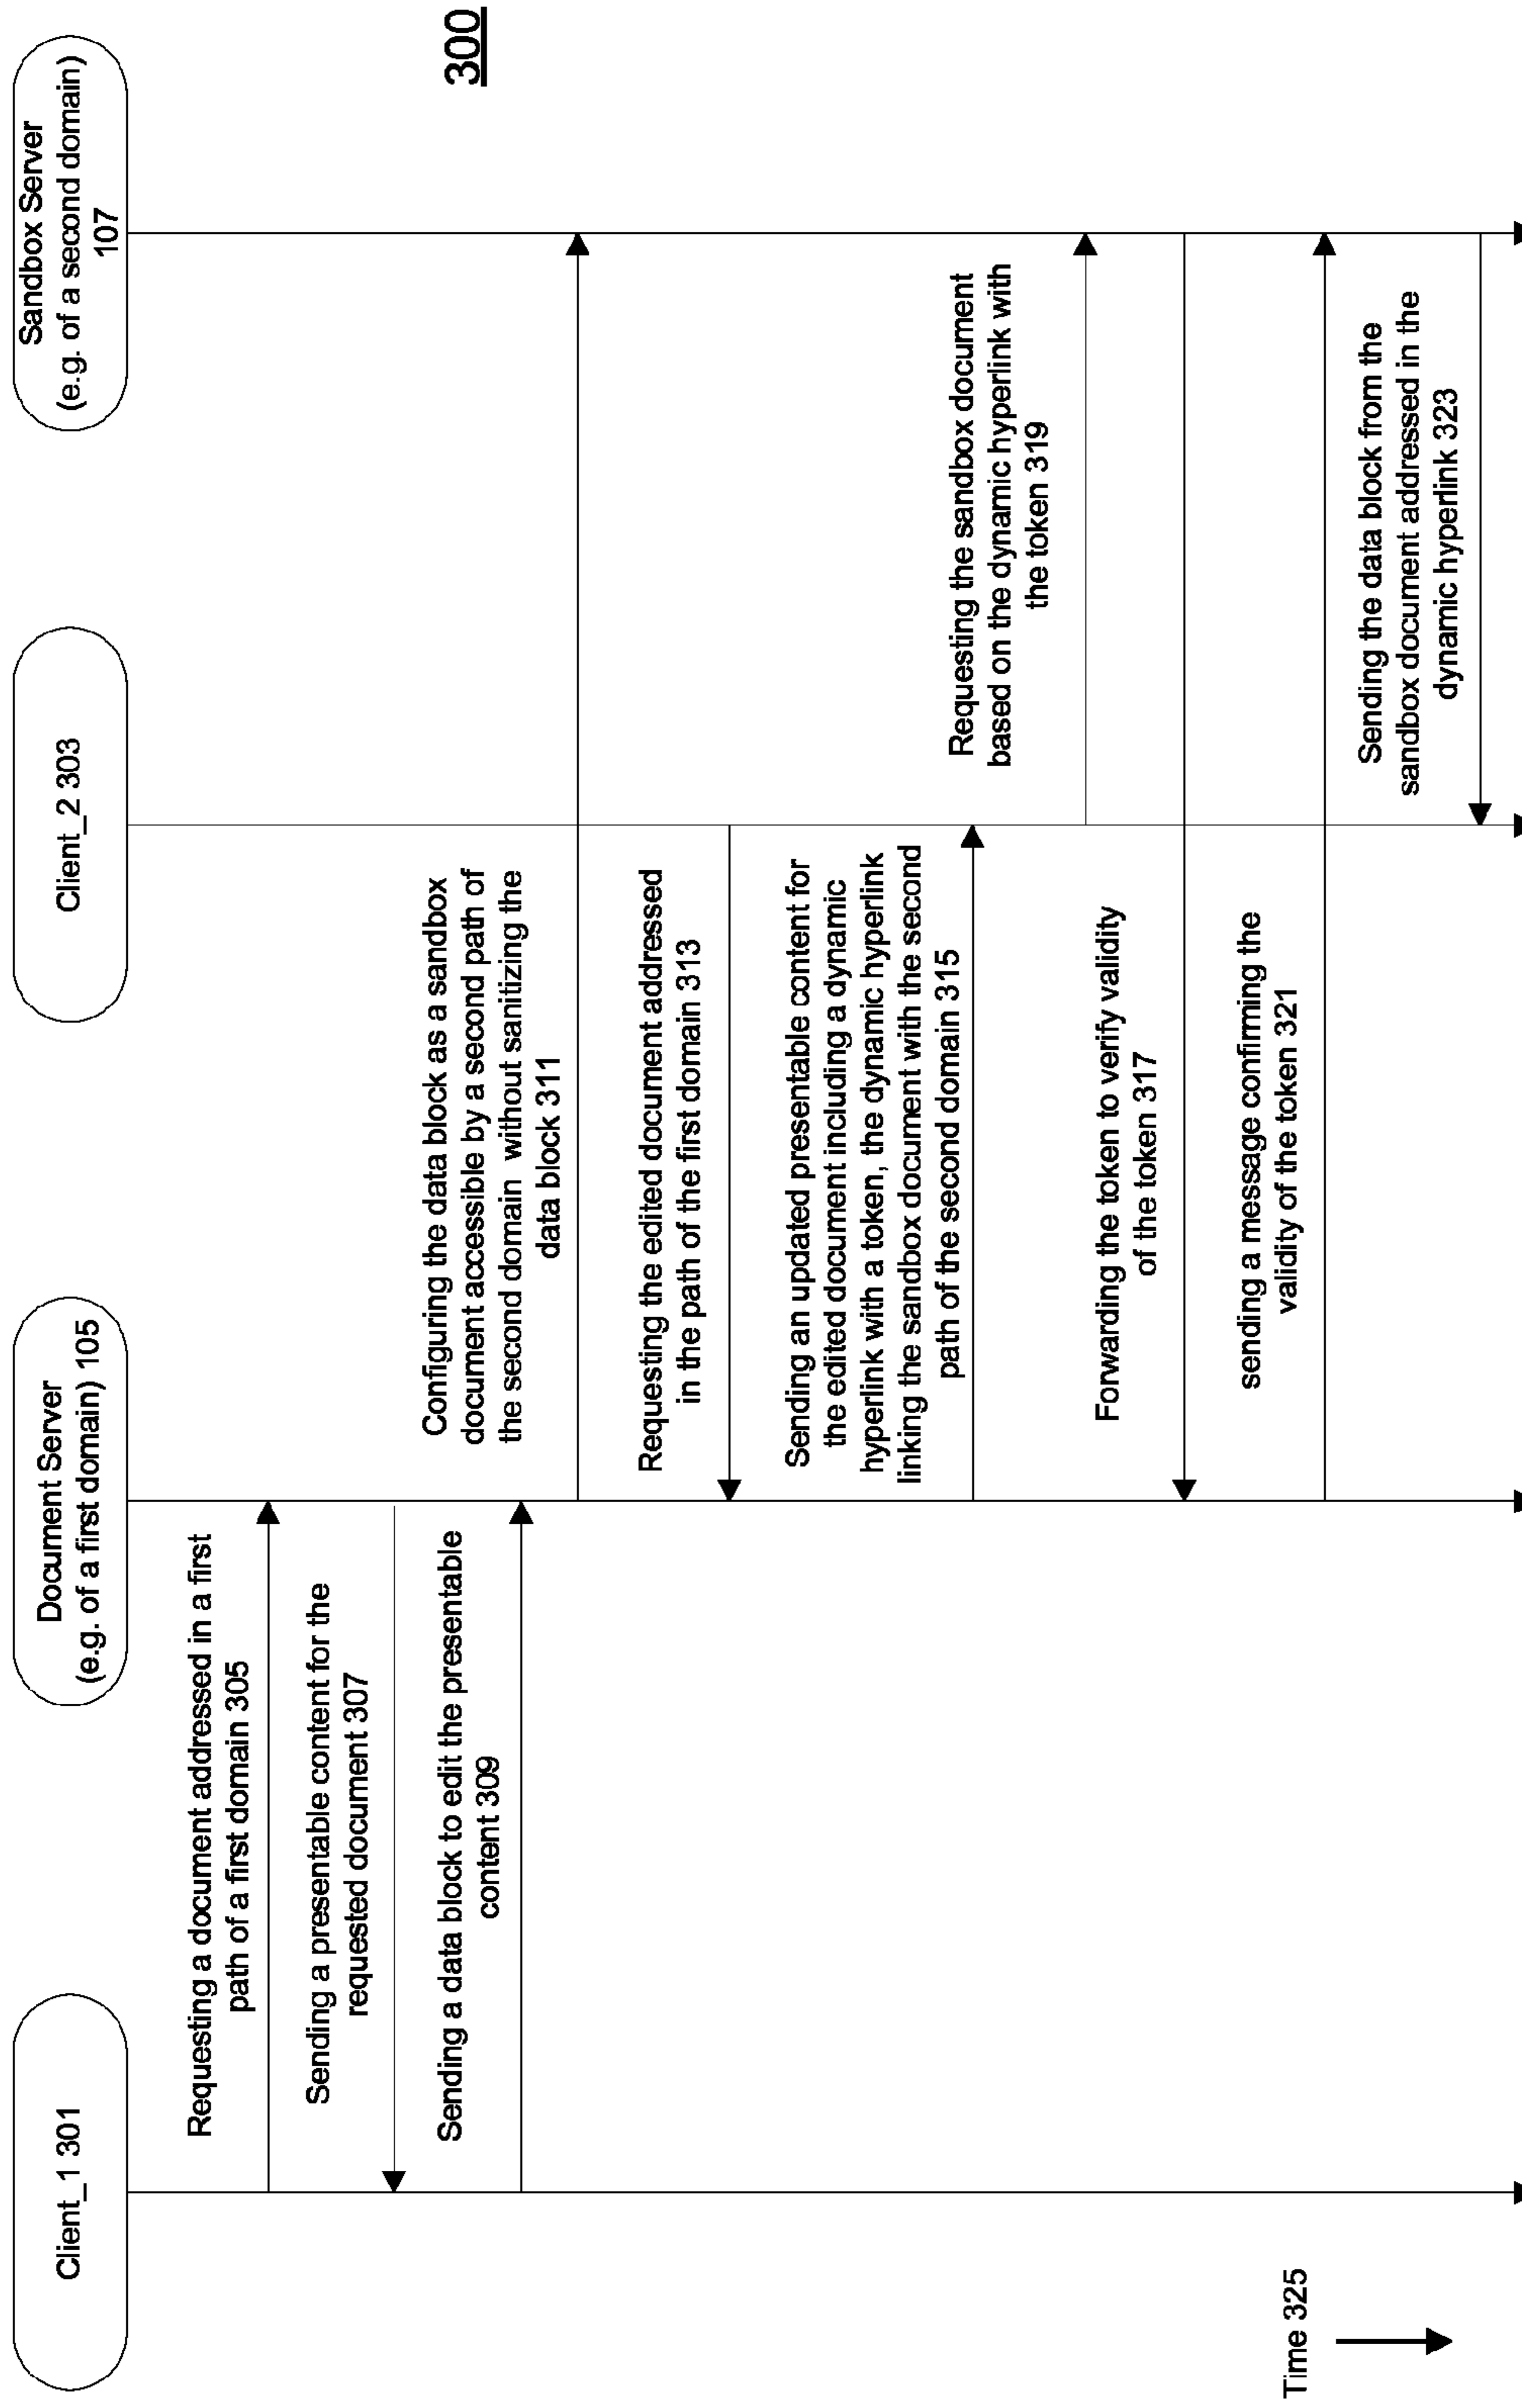 Client_1 301
Document Server
(e.g. of a first domain) 105
Client_2 303
Sandbox Server
(e.g. of a second domain)
107
300
Requesting a document addressed in a first
path of a first domain 305
Sending a presentable content for the
requested document 307
Sending a data block to edit the presentable
content 309
Configuring the data block as a sandbox
document accessible by a second path of
the second domain without sanitizing the
data block 311
Requesting the edited document addressed
in the path of the first domain 313
Sending an updated presentable content for
the edited document including a dynamic
hyperlink with a token, the dynamic hyperlink
linking the sandbox document with the second
path of the second domain 315
Requesting the sandbox document
based on the dynamic hyperlink with
the token 319
Forwarding the token to verify validity
of the token 317
sending a message confirming the
validity of the token 321
Sending the data block from the
sandbox document addressed in the
dynamic hyperlink 323
Time 325